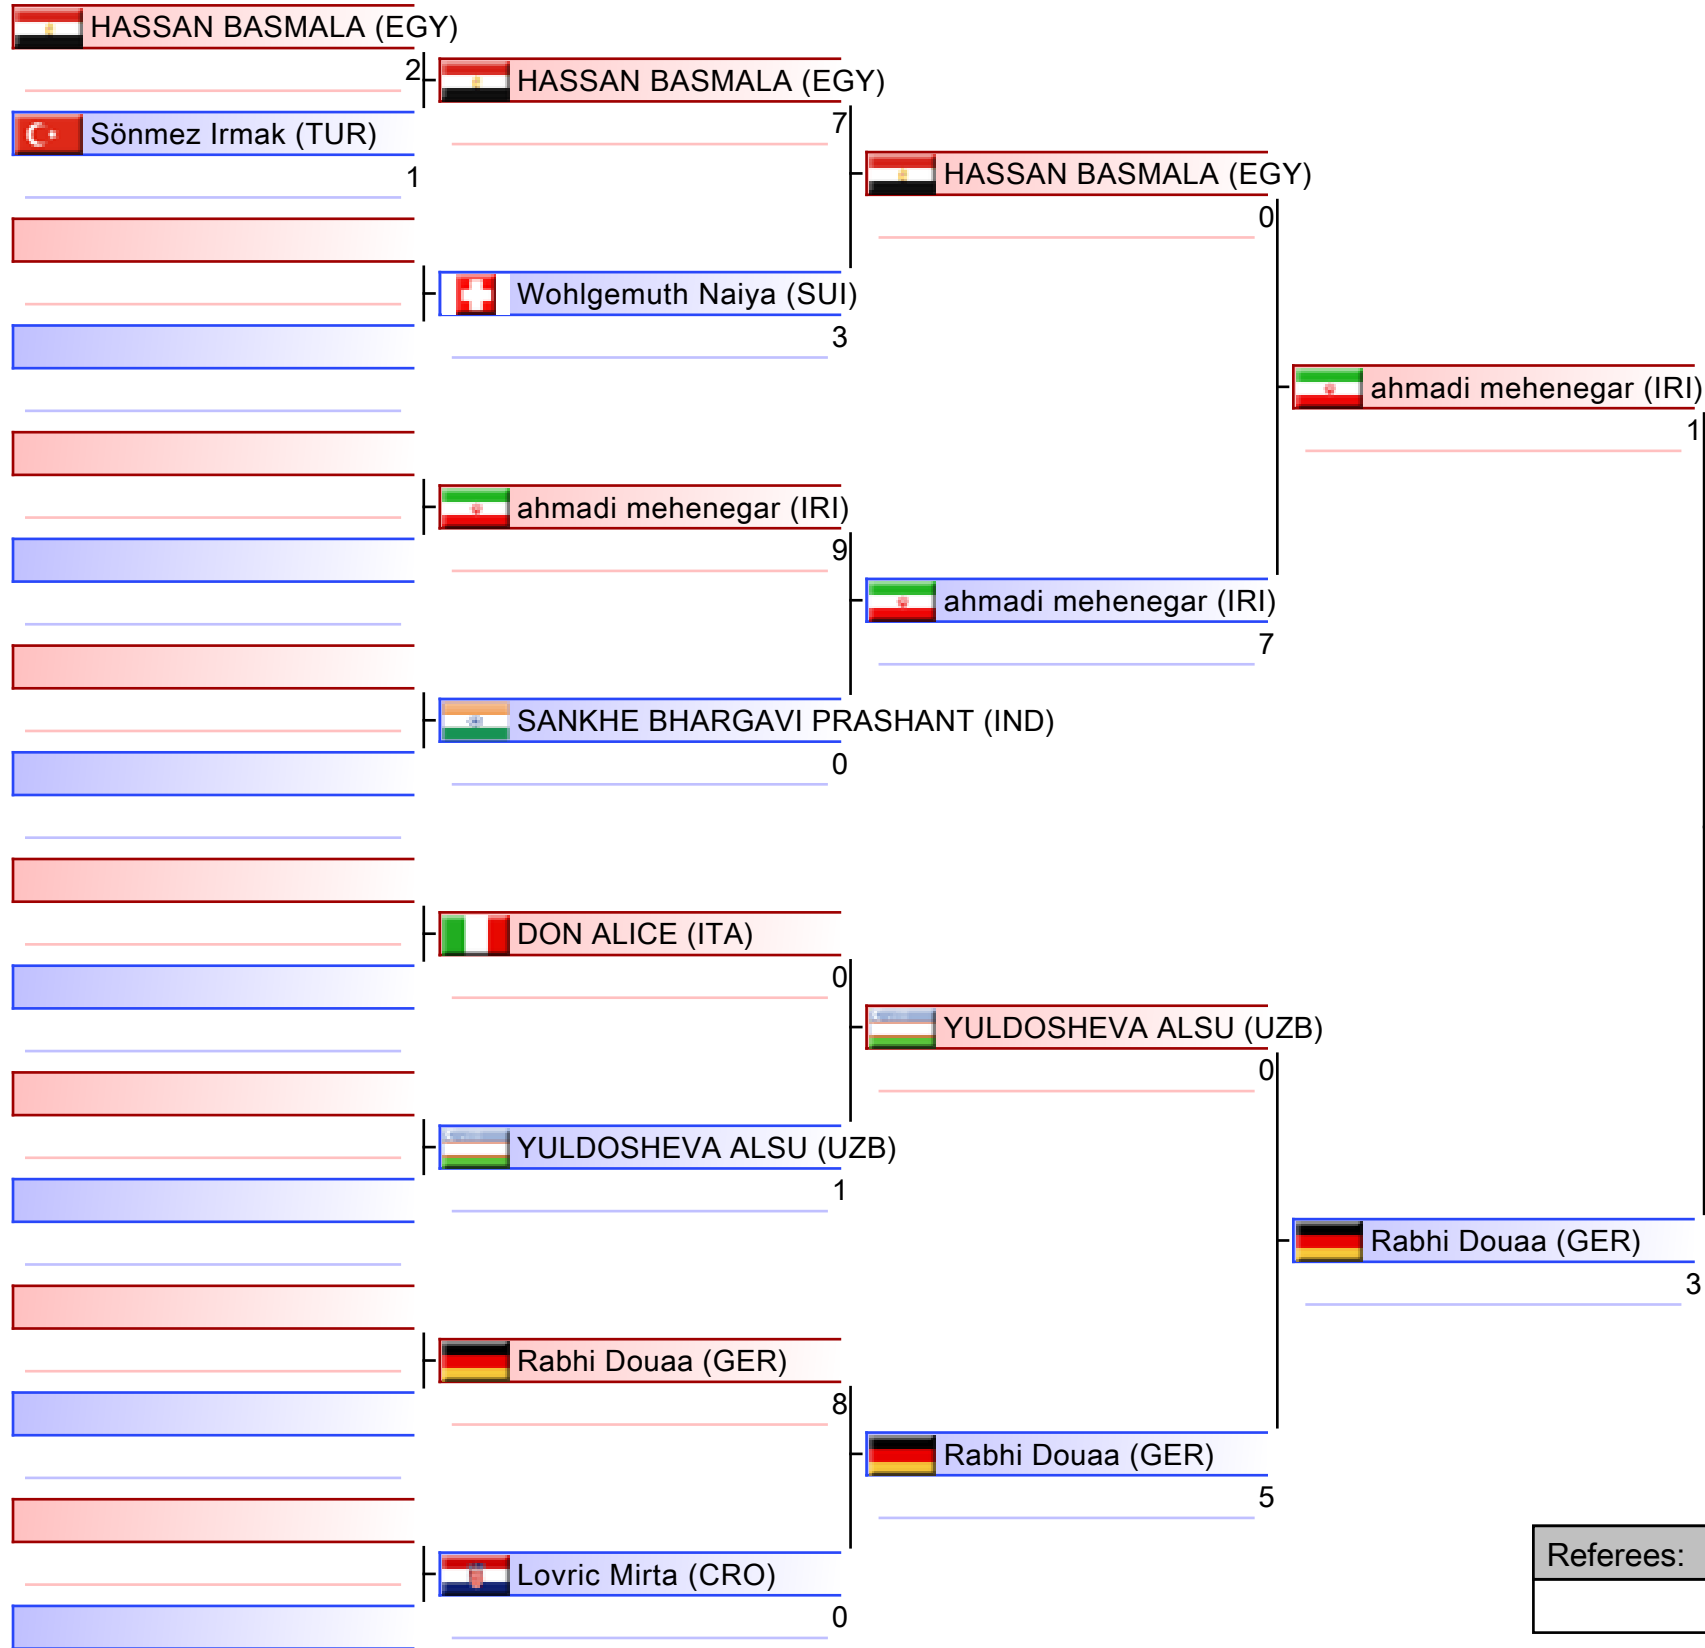 HASSAN BASMALA (EGY)
2
Sönmez Irmak (TUR)
1
HASSAN BASMALA (EGY)
7
Wohlgemuth Naiya (SUI)
3
ahmadi mehenegar (IRI)
9
SANKHE BHARGAVI PRASHANT (IND)
0
DON ALICE (ITA)
0
YULDOSHEVA ALSU (UZB)
1
Rabhi Douaa (GER)
8
Lovric Mirta (CRO)
0
HASSAN BASMALA (EGY)
0
ahmadi mehenegar (IRI)
7
YULDOSHEVA ALSU (UZB)
0
Rabhi Douaa (GER)
5
ahmadi mehenegar (IRI)
1
Rabhi Douaa (GER)
3
Referees: